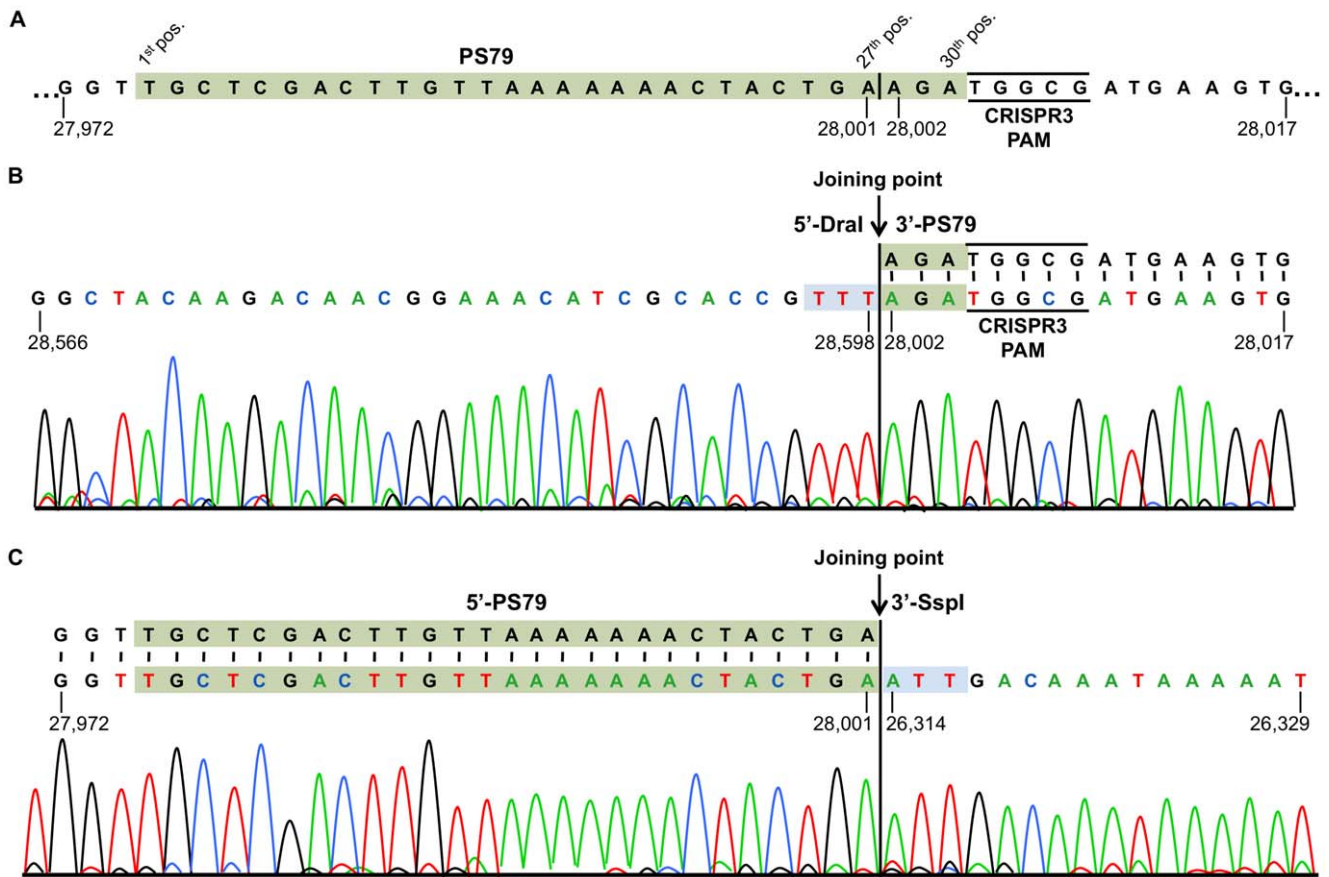 A
1st pos.
27th pos.
30th pos.
PS79
...G G T T G C T C G A C T T G T T A A A A A A A C T A C T G A A G A T G G C G A T G A A G T G...
27,972 28,001 28,002 CRISPR3 28,017
PAM
B
Joining point
5'-DraI 3'-PS79
A G A T G G C G A T G A A G T G
G G C T A C A A G A C A A C G G A A A C A T C G C A C C G T T T A G A T G G C G A T G A A G T G
28,566 28,598 28,002 CRISPR3 28,017
PAM
C
Joining point
5'-PS79 3'-SspI
G G T T G C T C G A C T T G T T A A A A A A A C T A C T G A
G G T T G C T C G A C T T G T T A A A A A A A C T A C T G A A T T G A C A A A T A A A A A T
27,972 28,001 26,314 26,329